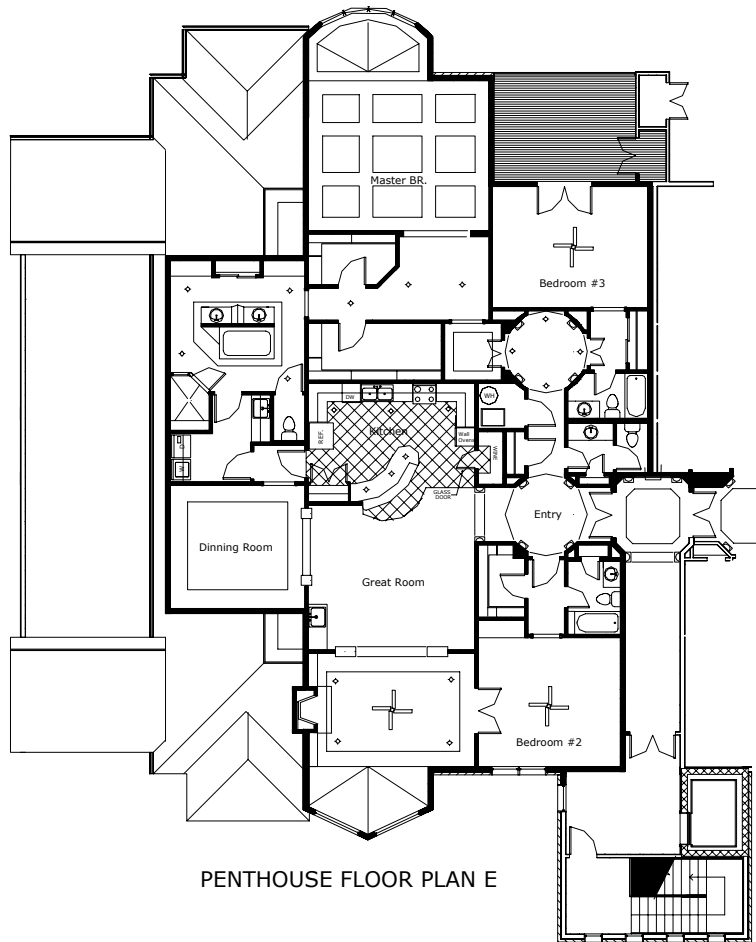 Master BR.
Bedroom #3
DW
WH
Kitchen
REF.
Wall
Ovens
WINE
D
W
GLASS
DOOR
Entry
Dinning Room
Great Room
Bedroom #2
PENTHOUSE FLOOR PLAN E